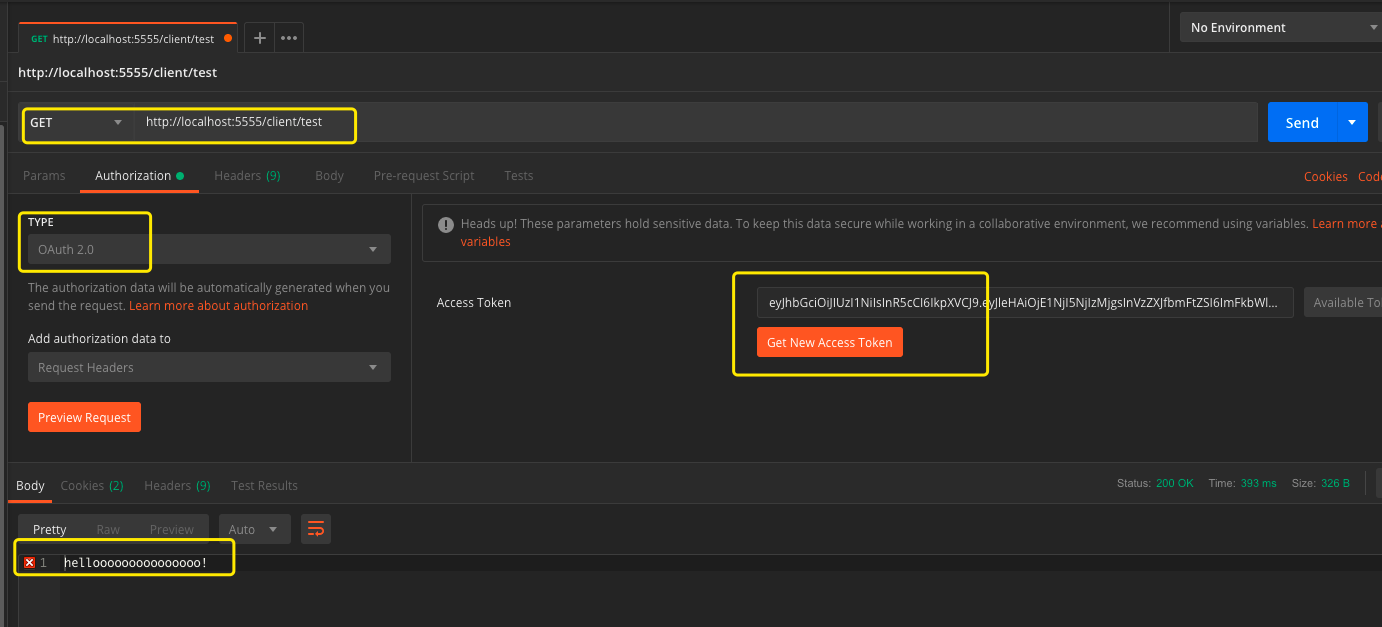 GET http://localhost:5555/client/test
No Environment
http://localhost:5555/client/test
GET http://localhost:5555/client/test Send
Params Authorization Headers (9) Body Pre-request Script Tests Cookies Code
TYPE
OAuth 2.0
The authorization data will be automatically generated when you
send the request. Learn more about authorization
Add authorization data to
Request Headers
Preview Request
Heads up! These parameters hold sensitive data. To keep this data secure while working in a collaborative environment, we recommend using variables. Learn more
variables
Access Token
Available To
Get New Access Token
Body Cookies (2) Headers (9) Test Results Status: 200 OK Time: 393 ms Size: 326 B
Pretty Raw Preview Auto
1 hellooooooooooooooo!